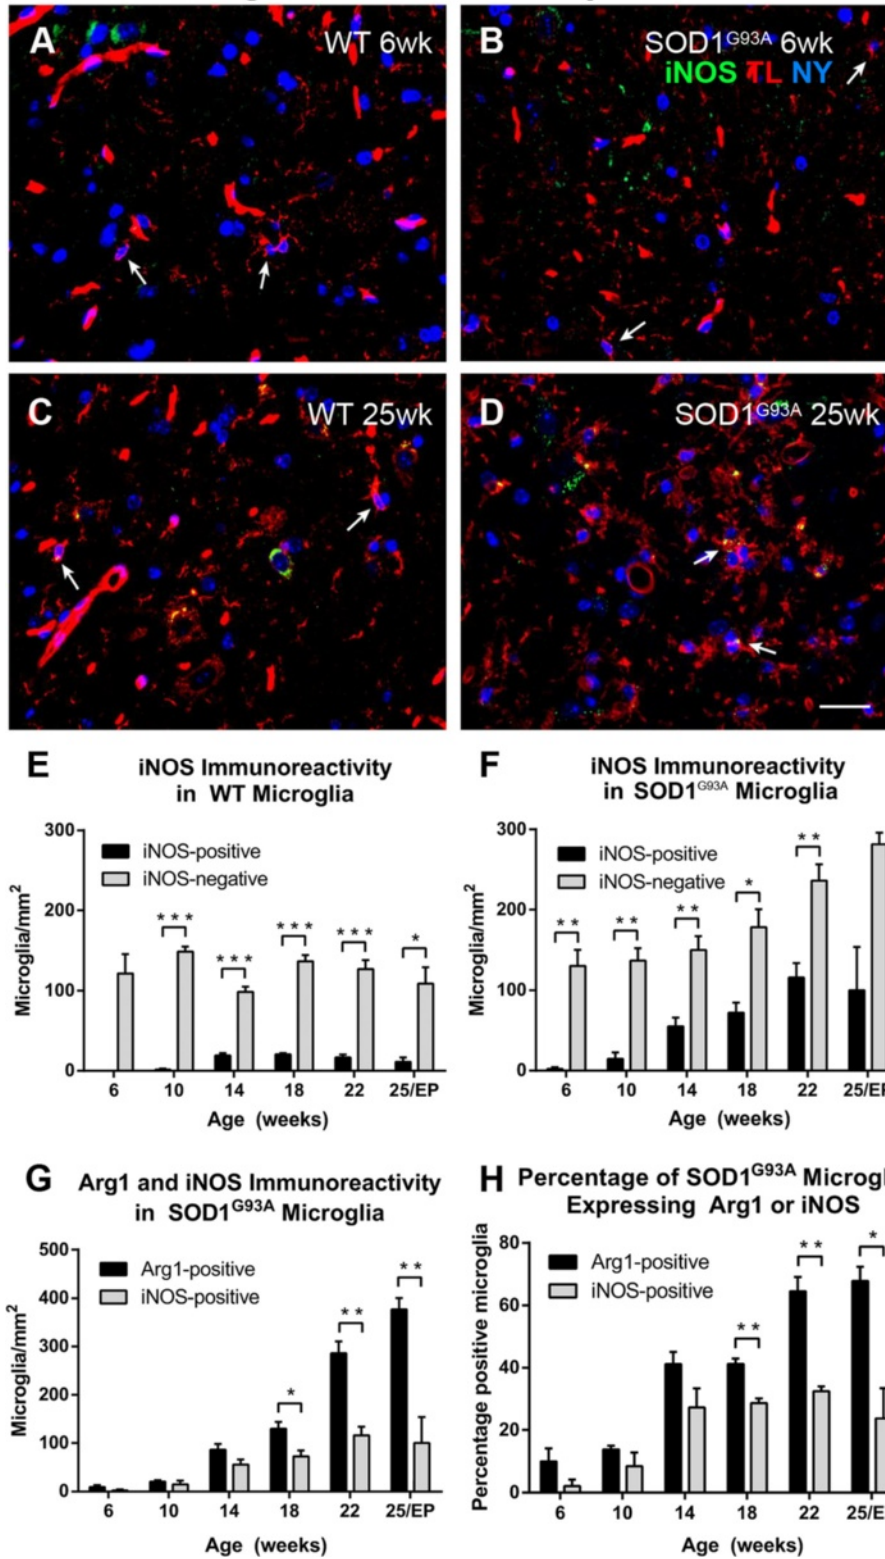 A
WT 6wk
B
SOD1G93A 6wk
iNOS TL NY
C
WT 25wk
D
SOD1G93A 25wk
E
iNOS Immunoreactivity
in WT Microglia
Microglia/mm2
300
200
100
0
iNOS-positive
iNOS-negative
***
***
***
***
*
6 10 14 18 22 25/EP
Age (weeks)
F
iNOS Immunoreactivity
in SOD1G93A Microglia
Microglia/mm2
300
200
100
0
iNOS-positive
iNOS-negative
**
**
**
*
**
6 10 14 18 22 25/EP
Age (weeks)
G
Arg1 and iNOS Immunoreactivity
in SOD1G93A Microglia
Microglia/mm2
500
400
300
200
100
0
Arg1-positive
iNOS-positive
*
**
**
6 10 14 18 22 25/EP
Age (weeks)
H
Percentage of SOD1G93A Microgli
Expressing Arg1 or iNOS
Percentage positive microglia
80
60
40
20
0
Arg1-positive
iNOS-positive
**
**
*
6 10 14 18 22 25/E
Age (weeks)